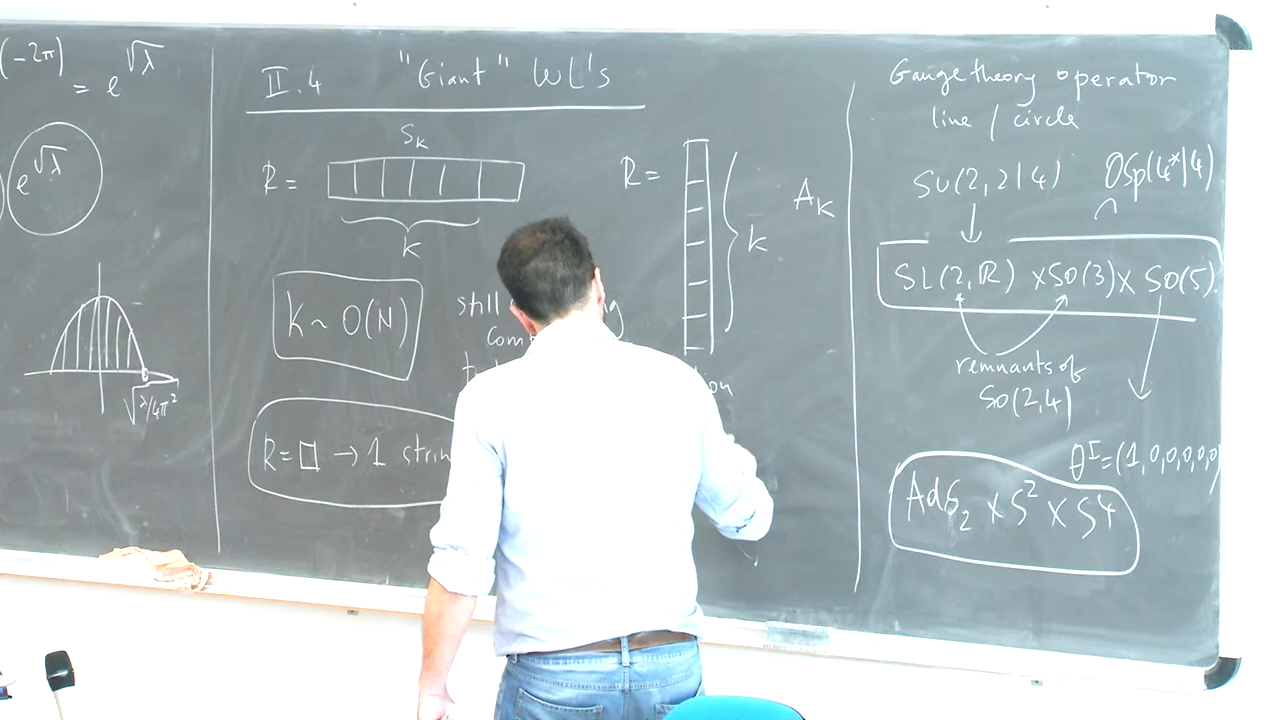 (-2π) = e^√λ
e^√λ
√λ/4π²
II.4 "Giant" WL's
S_k
R =
k
R =
k
A_k
K ~ O(N)
still
R = □ → 1
Gauge theory operator
line / circle
SU(2,2|4) OSp(4*|4)
SL(2,ℝ) × SO(3) × SO(5)
remnants of
SO(2,4)
θ^I = (1,0,0,0,0,0)
AdS₂ × S² × S⁴